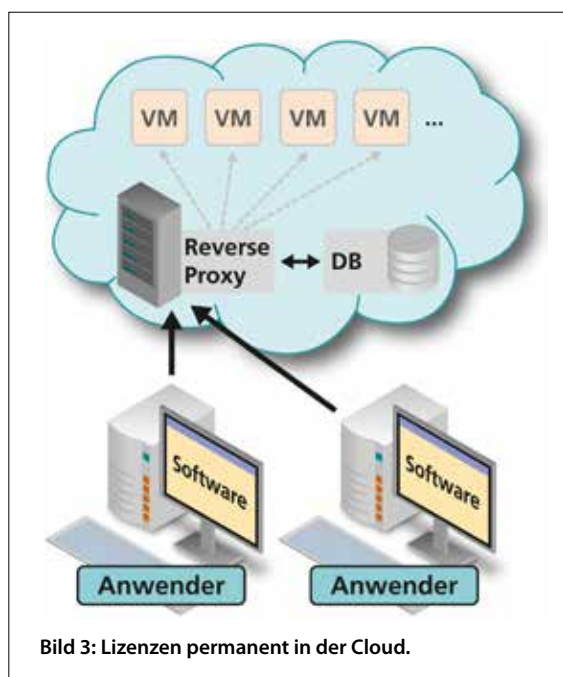 VM VM VM VM ...
Reverse
Proxy
DB
Software
Software
Anwender
Anwender
Bild 3: Lizenzen permanent in der Cloud.